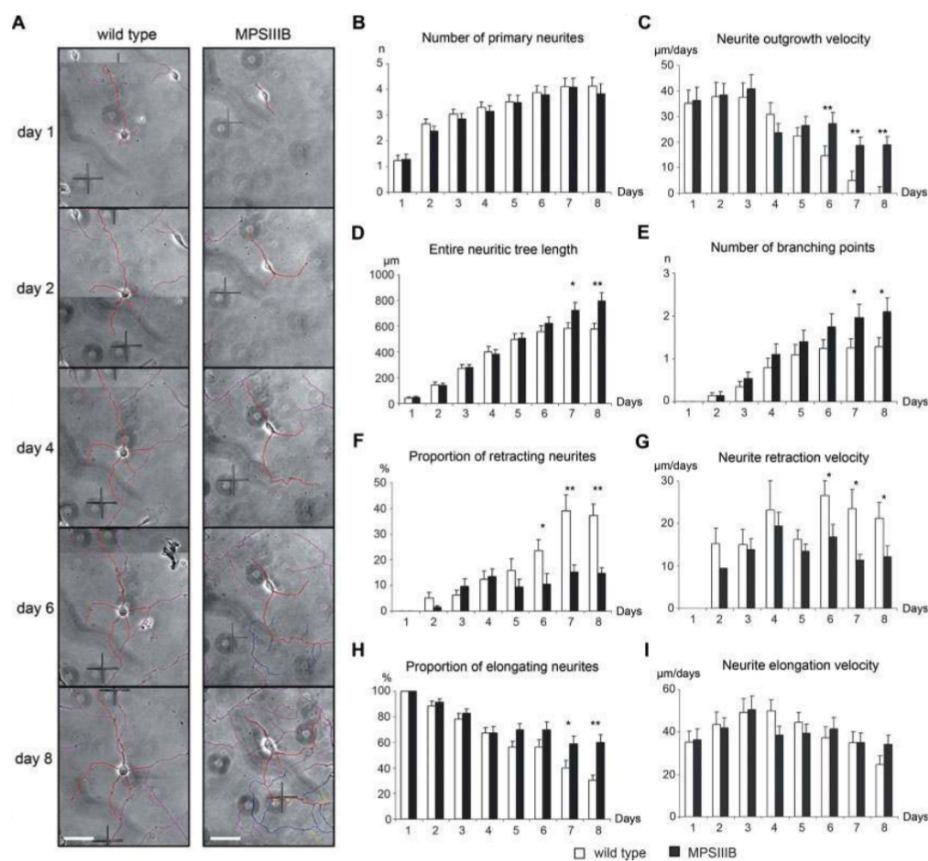 A
wild type
MPSIIIB
day 1
day 2
day 4
day 6
day 8
B
Number of primary neurites
n
5
4
3
2
1
0
1 2 3 4 5 6 7 8
Days
C
Neurite outgrowth velocity
µm/days
50
40
30
20
10
0
** ** **
1 2 3 4 5 6 7 8
Days
D
Entire neuritic tree length
µm
1000
800
600
400
200
0
* **
1 2 3 4 5 6 7 8
Days
E
Number of branching points
n
3
2
1
0
* *
1 2 3 4 5 6 7 8
Days
F
Proportion of retracting neurites
%
50
40
30
20
10
0
* ** **
1 2 3 4 5 6 7 8
Days
G
Neurite retraction velocity
µm/days
30
20
10
0
* * *
1 2 3 4 5 6 7 8
Days
H
Proportion of elongating neurites
%
100
80
60
40
20
0
* **
1 2 3 4 5 6 7 8
Days
I
Neurite elongation velocity
µm/days
60
40
20
0
1 2 3 4 5 6 7 8
Days
wild type MPSIIIB